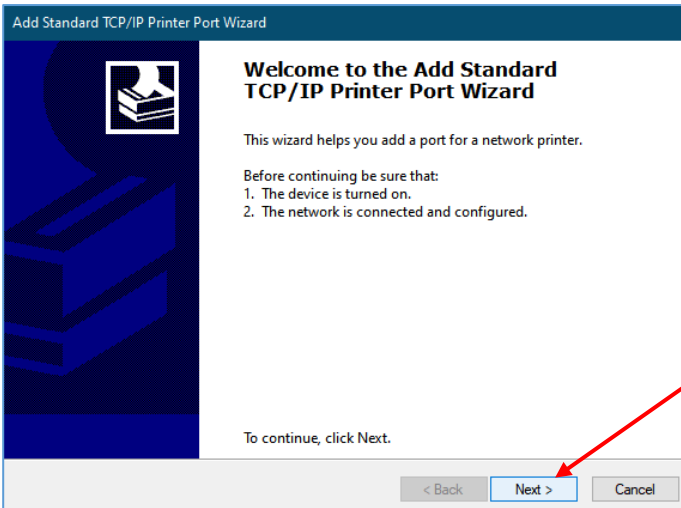 Add Standard TCP/IP Printer Port Wizard
Welcome to the Add Standard
TCP/IP Printer Port Wizard
This wizard helps you add a port for a network printer.
Before continuing be sure that:
1. The device is turned on.
2. The network is connected and configured.
To continue, click Next.
< Back Next > Cancel